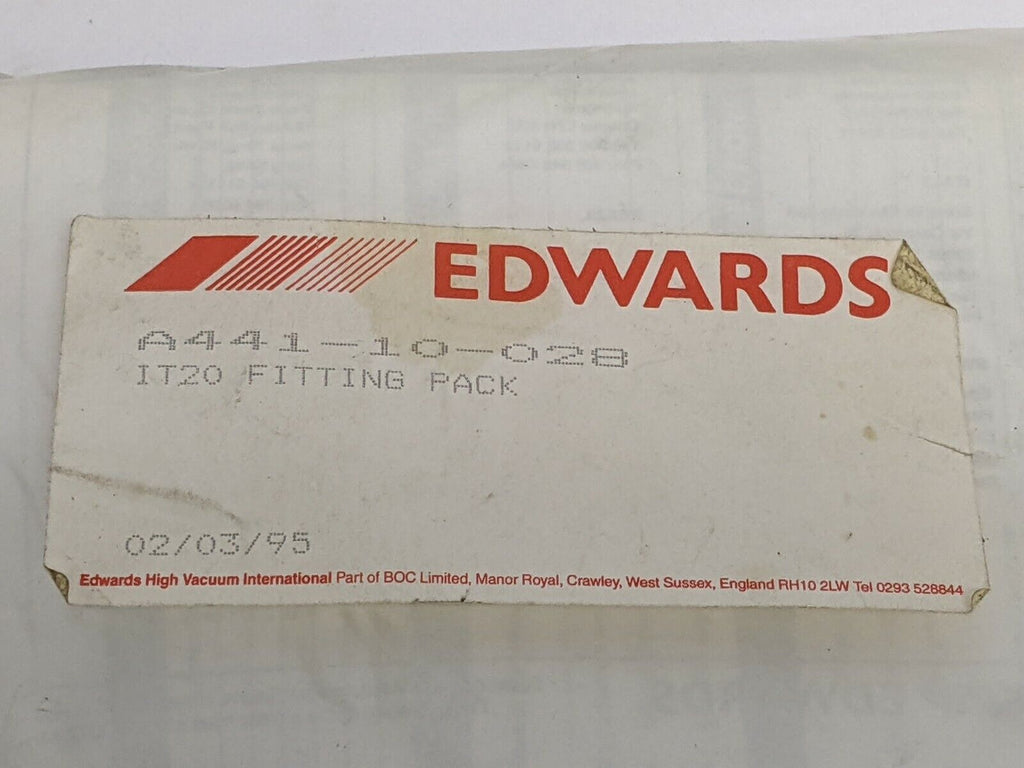 EDWARDS
A441-10-028
IT20 FITTING PACK
02/03/95
Edwards High Vacuum International Part of BOC Limited, Manor Royal, Crawley, West Sussex, England RH10 2LW Tel 0293 528844